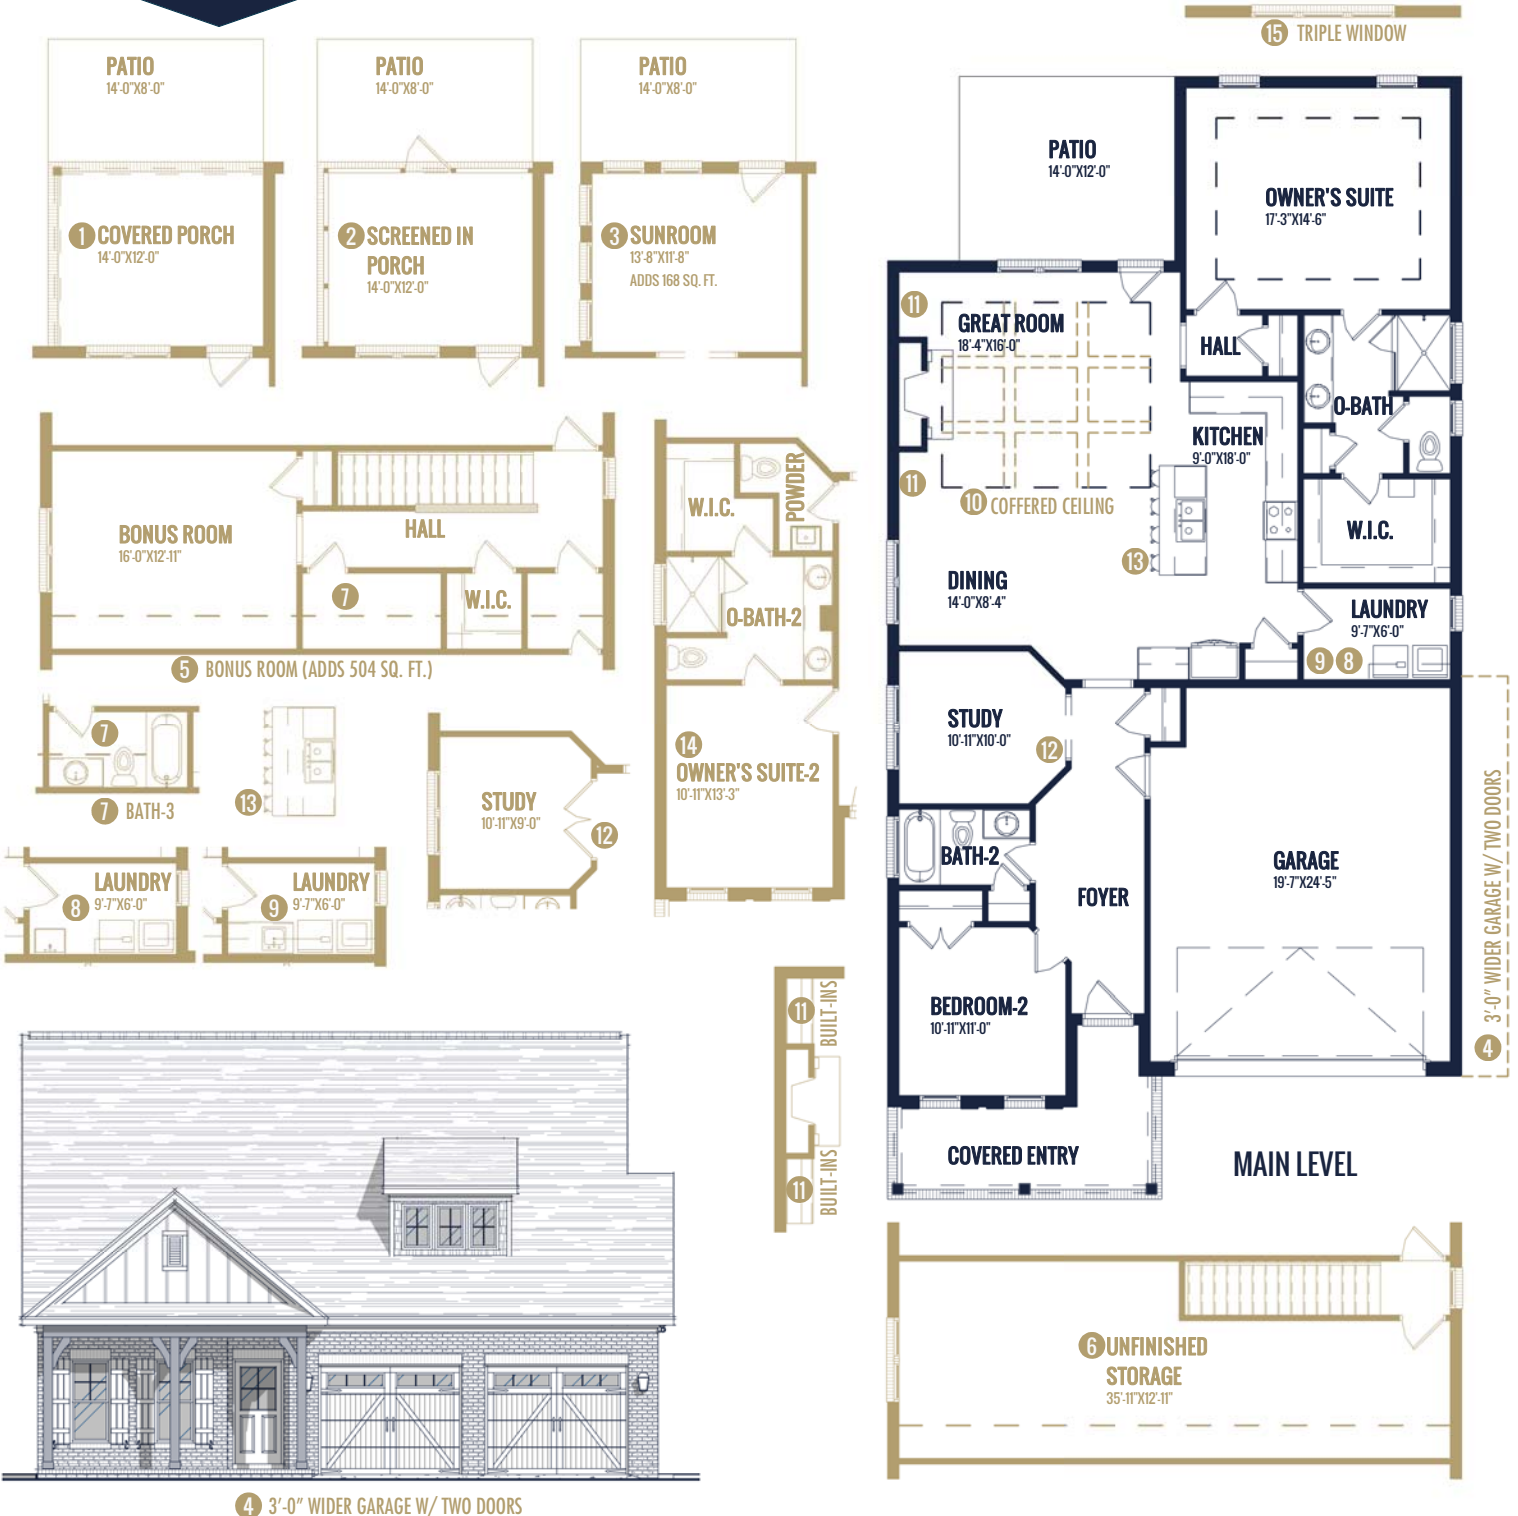 PATIO
14'-0"X8'-0"
1 COVERED PORCH
14'-0"X12'-0"
PATIO
14'-0"X8'-0"
2 SCREENED IN
PORCH
14'-0"X12'-0"
PATIO
14'-0"X8'-0"
3 SUNROOM
13'-8"X11'-8"
ADDS 168 SQ. FT.
BONUS ROOM
16'-0"X12'-11"
HALL
7
W.I.C.
5 BONUS ROOM (ADDS 504 SQ. FT.)
W.I.C.
POWDER
O-BATH-2
14
OWNER'S SUITE-2
10'-11"X13'-3"
7
7 BATH-3
13
STUDY
10'-11"X9'-0"
12
LAUNDRY
8 9'-7"X6'-0"
LAUNDRY
9 9'-7"X6'-0"
11 BUILT-INS
11 BUILT-INS
4 3'-0" WIDER GARAGE W/ TWO DOORS
15 TRIPLE WINDOW
PATIO
14'-0"X12'-0"
OWNER'S SUITE
17'-3"X14'-6"
11
GREAT ROOM
18'-4"X16'-0"
HALL
O-BATH
KITCHEN
9'-0"X18'-0"
11
10 COFFERED CEILING
W.I.C.
13
DINING
14'-0"X8'-4"
LAUNDRY
9'-7"X6'-0"
9 8
STUDY
10'-11"X10'-0"
12
BATH-2
FOYER
GARAGE
19'-7"X24'-5"
3'-0" WIDER GARAGE W/ TWO DOORS
4
BEDROOM-2
10'-11"X11'-0"
COVERED ENTRY
MAIN LEVEL
6 UNFINISHED
STORAGE
35'-11"X12'-11"